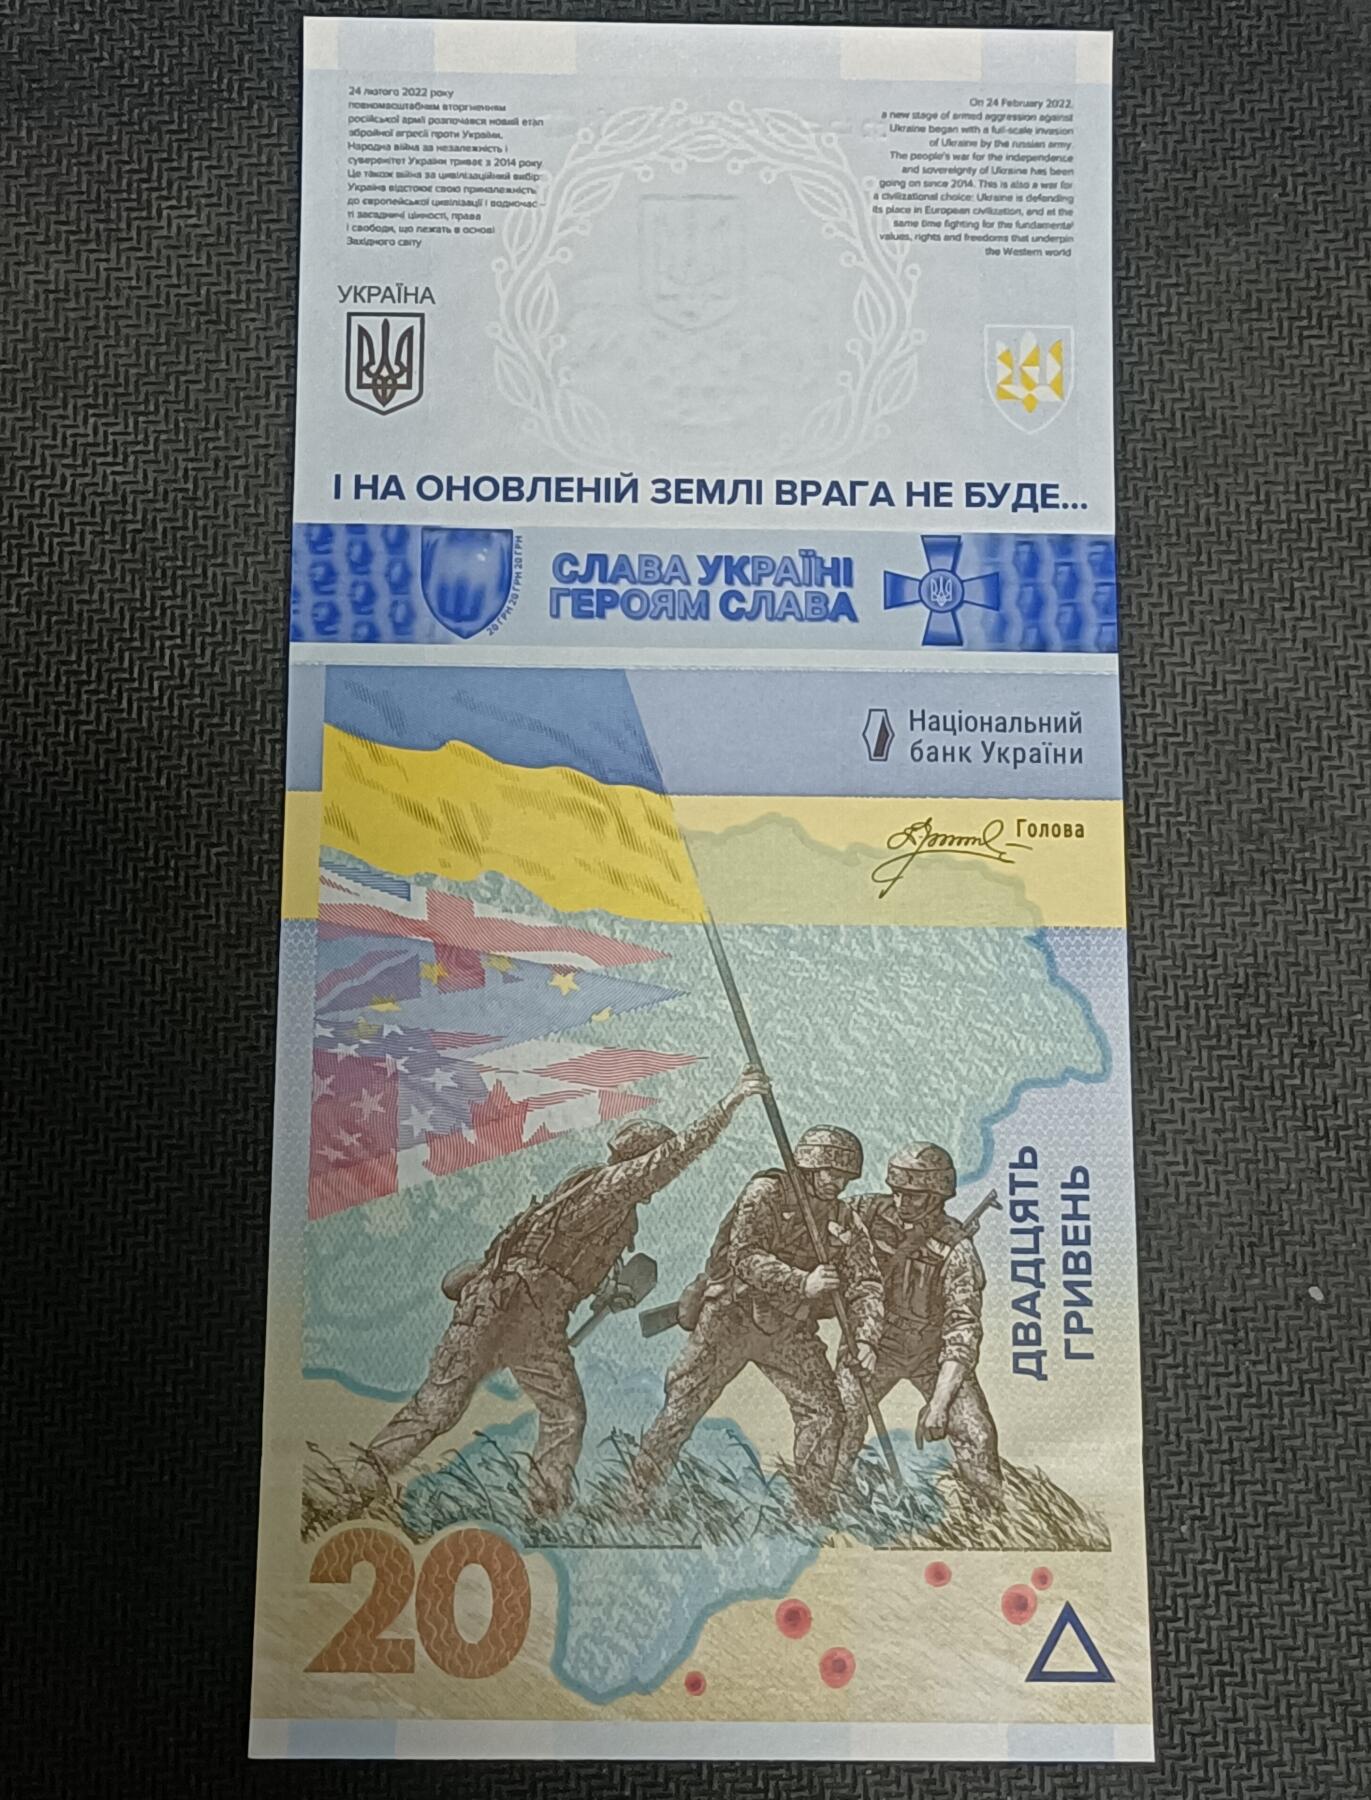 24 лютого 2022 року
повномасштабним вторгненням
російської армії розпочався новий етап
збройної агресії проти України.
Народна війна за незалежність і
суверенітет України триває з 2014 року.
Це також війна за цивілізаційний вибір:
Україна відстоює свою приналежність
до європейської цивілізації і водночас –
ті засадничі цінності, права
і свободи, що лежать в основі
Західного світу
On 24 February 2022,
a new stage of armed aggression against
Ukraine began with a full-scale invasion
of Ukraine by the russian army.
The people's war for the independence
and sovereignty of Ukraine has been
going on since 2014. This is also a war for
a civilizational choice: Ukraine is defending
its place in European civilization, and at the
same time fighting for the fundamental
values, rights and freedoms that underpin
the Western world
УКРАЇНА
І НА ОНОВЛЕНІЙ ЗЕМЛІ ВРАГА НЕ БУДЕ...
20 ГРН 20 ГРН 20 ГРН
СЛАВА УКРАЇНІ
ГЕРОЯМ СЛАВА
Національний
банк України
Голова
ДВАДЦЯТЬ
ГРИВЕНЬ
20